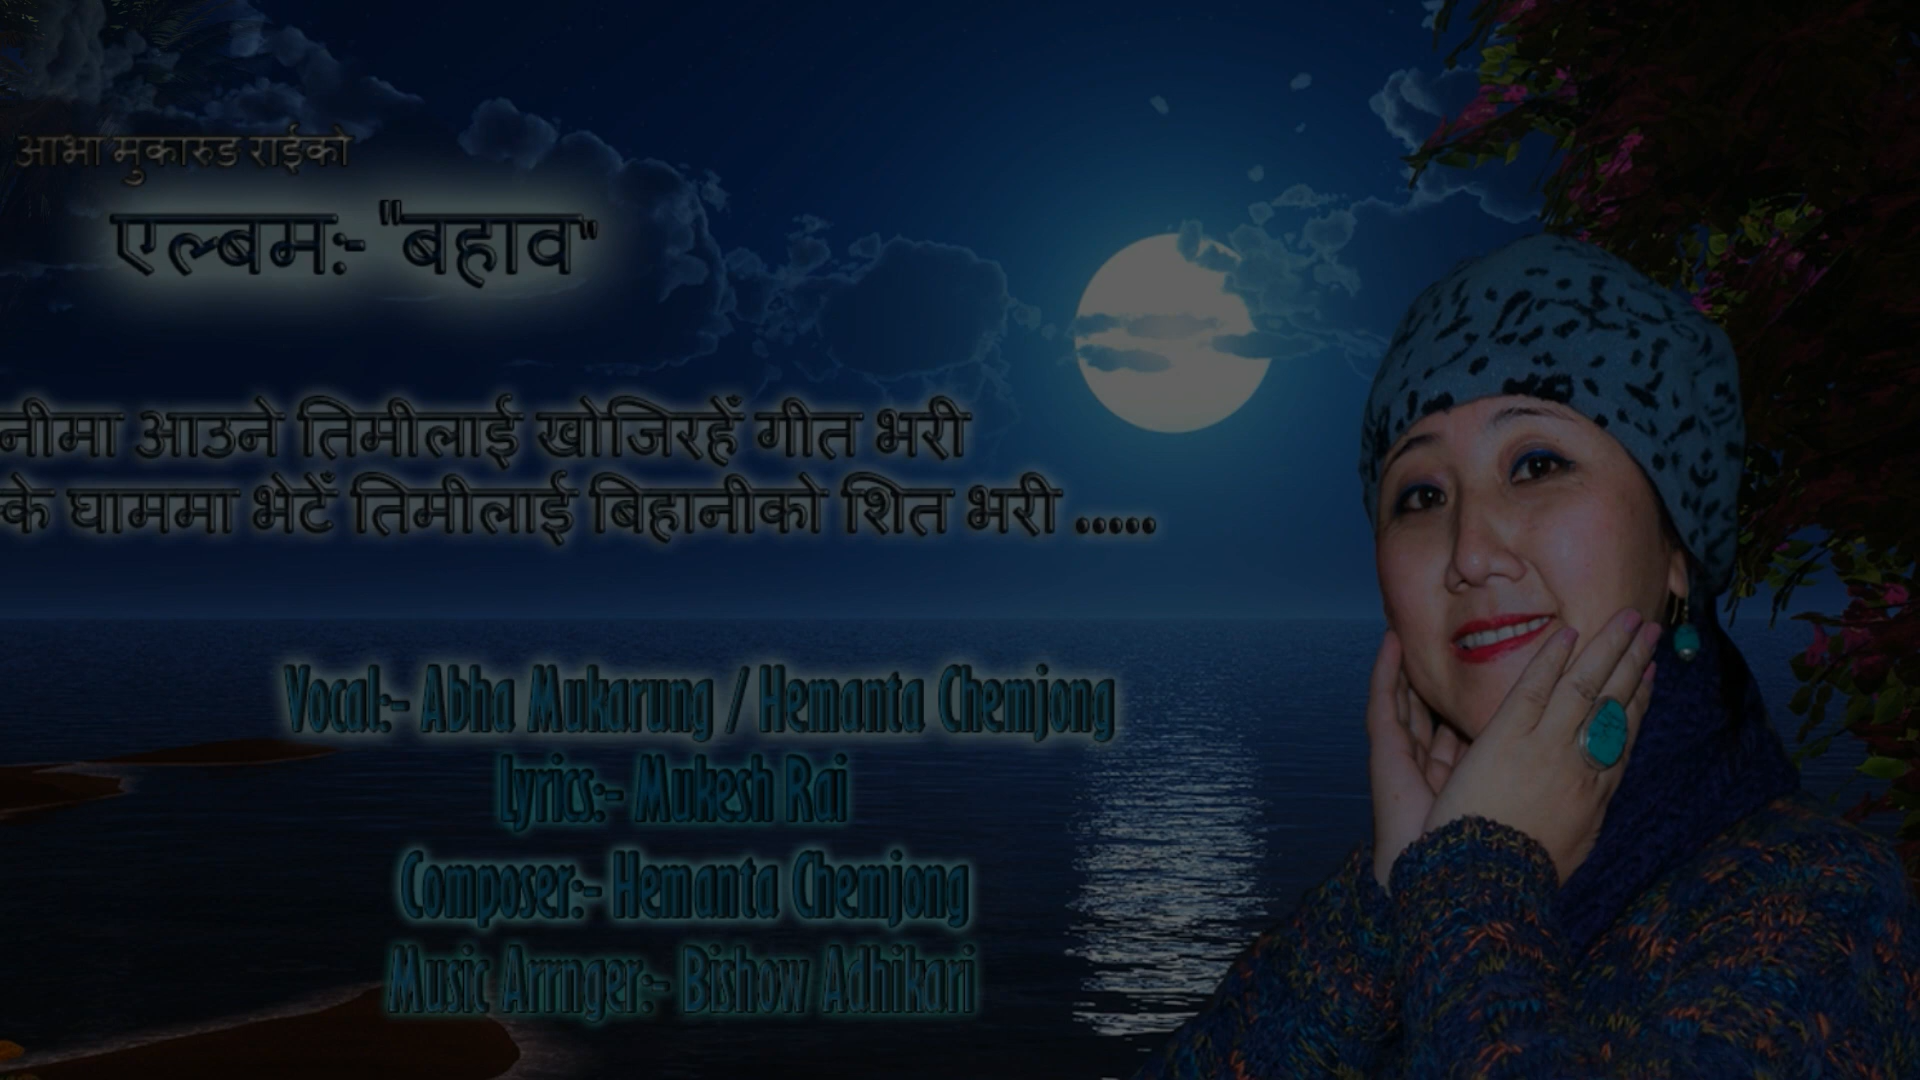 आभा मुकारुड राईको
एल्बमः- "बहाव"
नीमा आउने तिमीलाई खोजिरहेँ गीत भरी
के घाममा भेटेँ तिमीलाई बिहानीको शित भरी .....
Vocal:- Abha Mukarung / Hemanta Chemjong
Lyrics:- Mukesh Rai
Composer:- Hemanta Chemjong
Music Arrrnger:- Bishow Adhikari